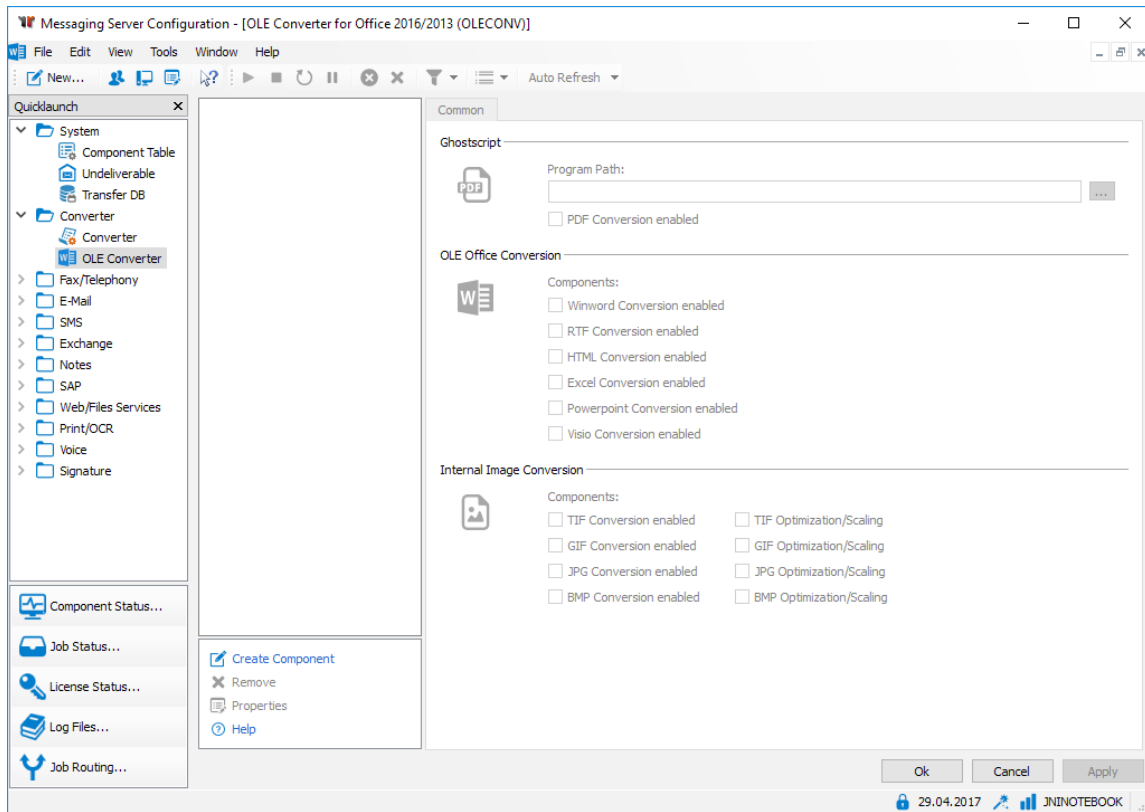 Messaging Server Configuration - [OLE Converter for Office 2016/2013 (OLECONV)]
File Edit View Tools Window Help
New... Auto Refresh
Quicklaunch
System
Component Table
Undeliverable
Transfer DB
Converter
Converter
OLE Converter
Fax/Telephony
E-Mail
SMS
Exchange
Notes
SAP
Web/Files Services
Print/OCR
Voice
Signature
Component Status...
Job Status...
License Status...
Log Files...
Job Routing...
Create Component
Remove
Properties
Help
Common
Ghostscript
PDF
Program Path:
...
PDF Conversion enabled
OLE Office Conversion
Components:
Winword Conversion enabled
RTF Conversion enabled
HTML Conversion enabled
Excel Conversion enabled
Powerpoint Conversion enabled
Visio Conversion enabled
Internal Image Conversion
Components:
TIF Conversion enabled TIF Optimization/Scaling
GIF Conversion enabled GIF Optimization/Scaling
JPG Conversion enabled JPG Optimization/Scaling
BMP Conversion enabled BMP Optimization/Scaling
Ok Cancel Apply
29.04.2017 JNINOTEBOOK